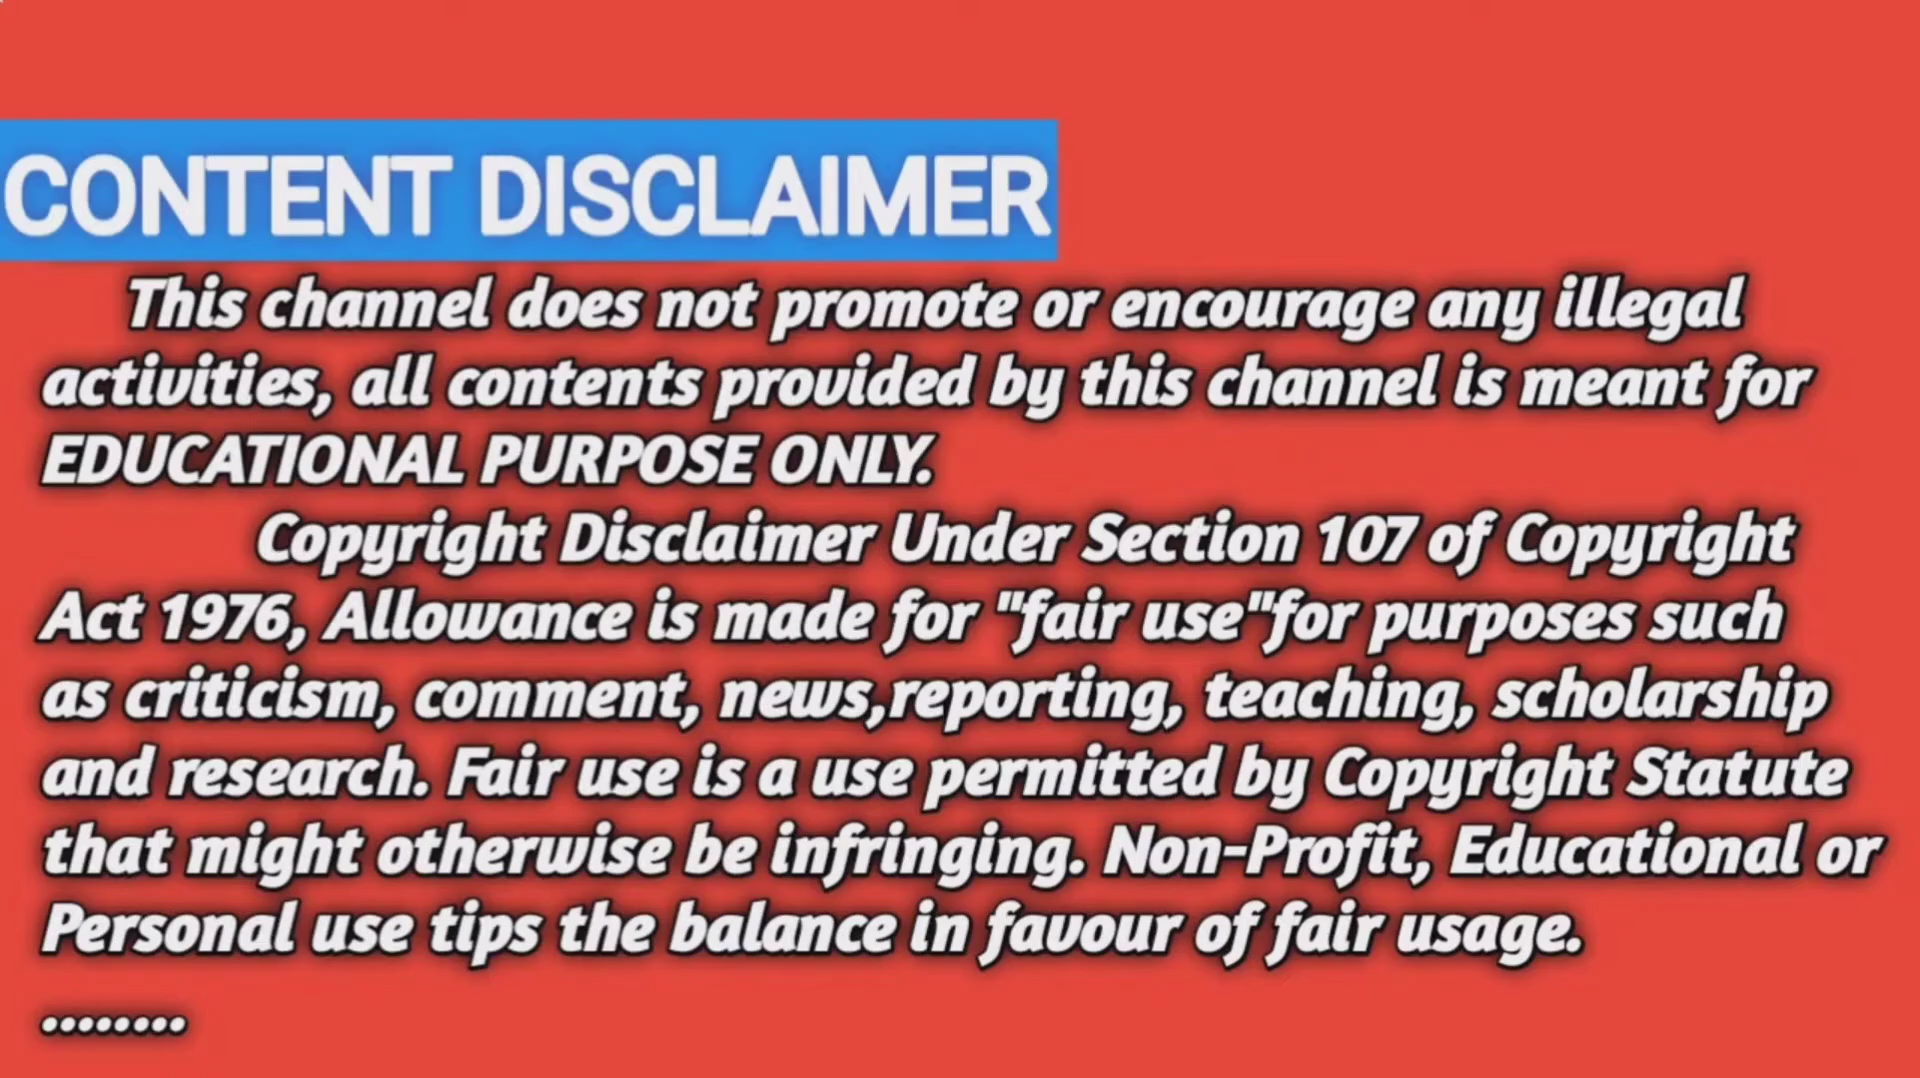 CONTENT DISCLAIMER
This channel does not promote or encourage any illegal
activities, all contents provided by this channel is meant for
EDUCATIONAL PURPOSE ONLY.
Copyright Disclaimer Under Section 107 of Copyright
Act 1976, Allowance is made for "fair use"for purposes such
as criticism, comment, news,reporting, teaching, scholarship
and research. Fair use is a use permitted by Copyright Statute
that might otherwise be infringing. Non-Profit, Educational or
Personal use tips the balance in favour of fair usage.
........